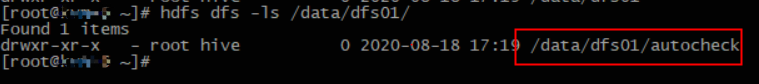 [root@k ~]# hdfs dfs -ls /data/dfs01/
Found 1 items
drwxr-xr-x   - root hive          0 2020-08-18 17:19 /data/dfs01/autocheck
[root@k ~]#